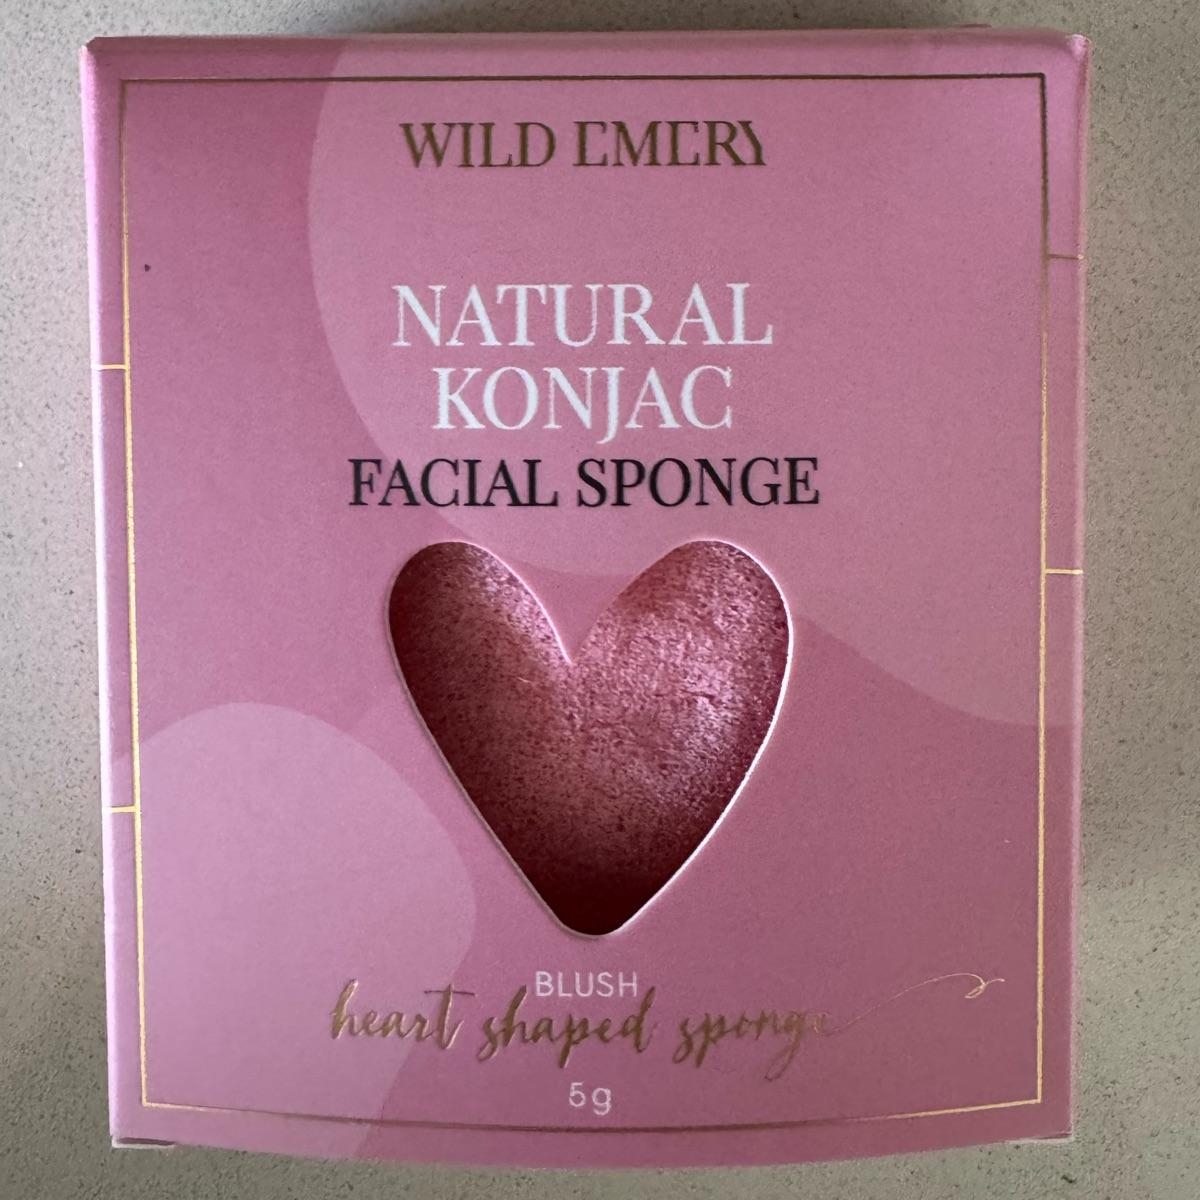 WILD EMERY
NATURAL
KONJAC
FACIAL SPONGE
BLUSH
heart shaped sponge
5g